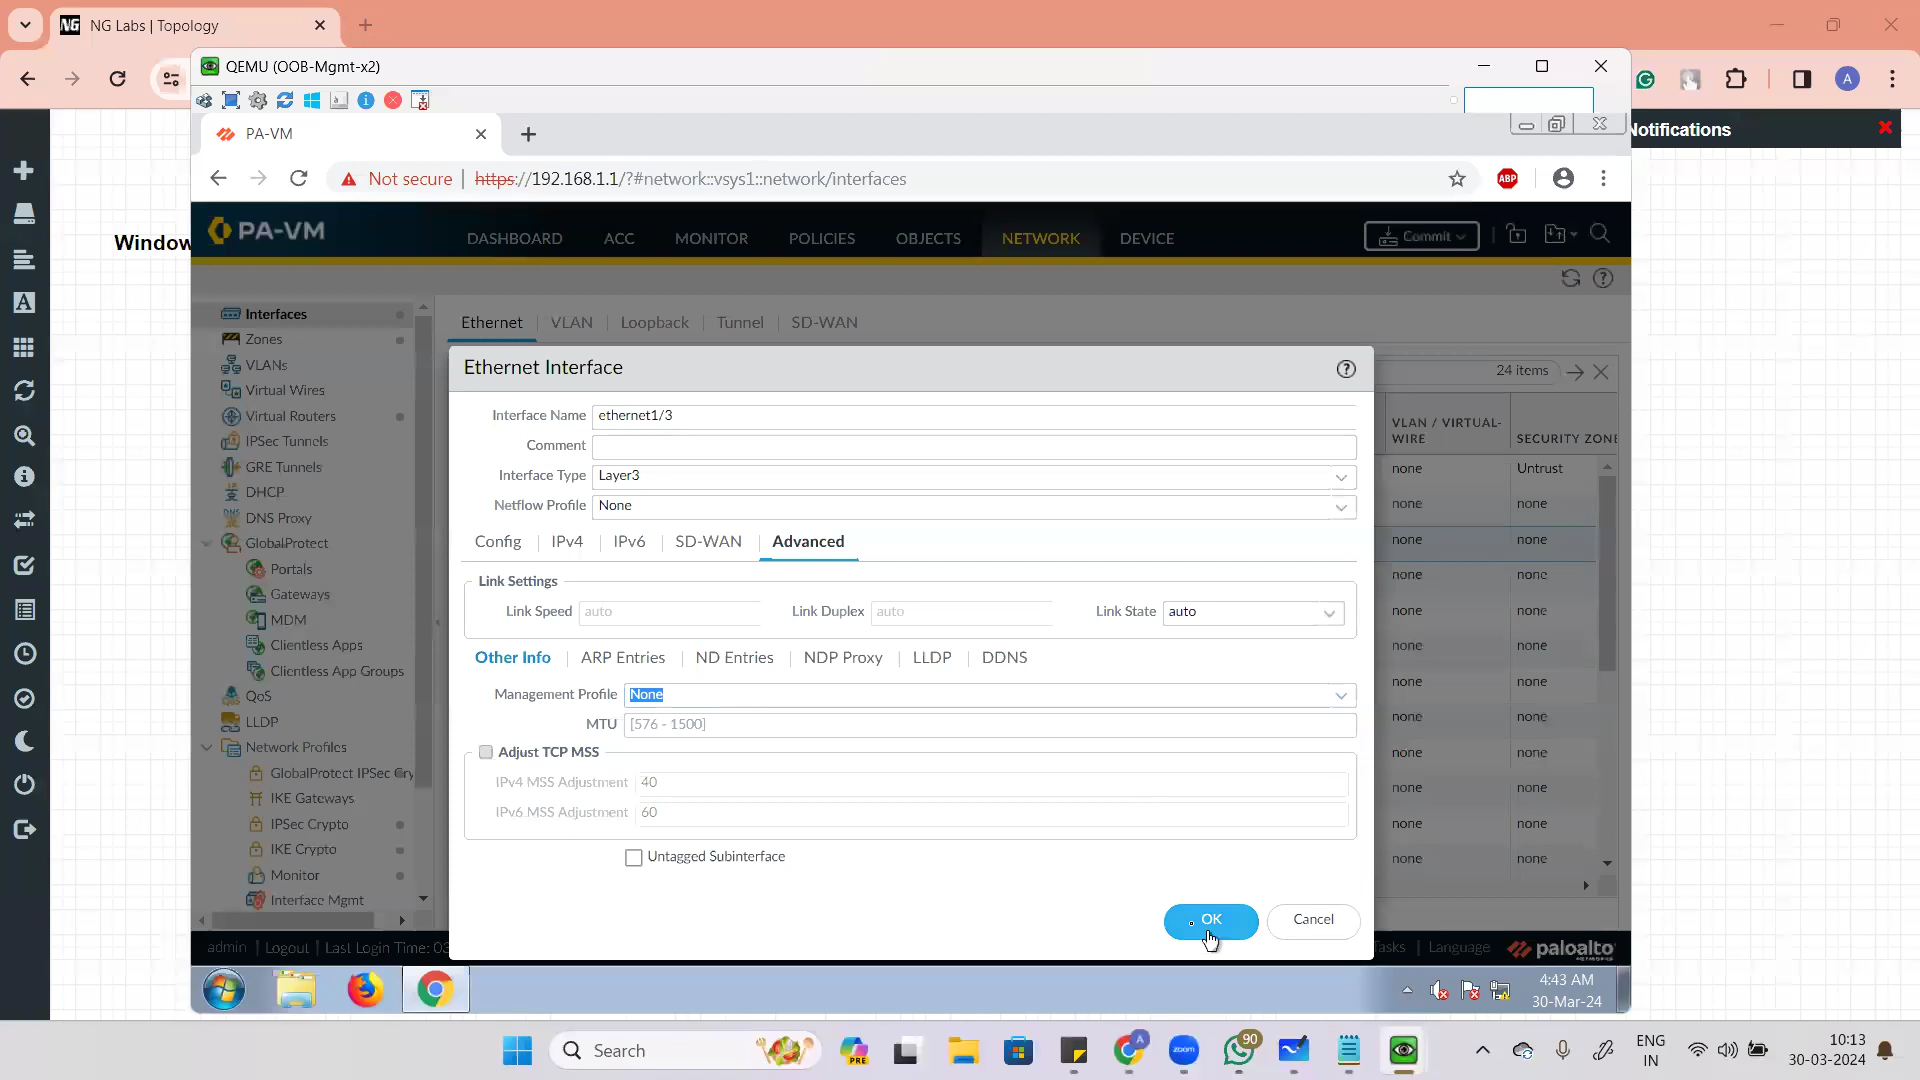 NG Labs | Topology
QEMU (OOB-Mgmt-x2)
Notifications
PA-VM
Not secure | https://192.168.1.1/?#network::vsys1::network/interfaces
ABP
A
Window
PA-VM
DASHBOARD ACC MONITOR POLICIES OBJECTS NETWORK DEVICE
Commit
Interfaces
Zones
VLANs
Virtual Wires
Virtual Routers
IPSec Tunnels
GRE Tunnels
DHCP
DNS Proxy
GlobalProtect
Portals
Gateways
MDM
Clientless Apps
Clientless App Groups
QoS
LLDP
Network Profiles
GlobalProtect IPSec Cry
IKE Gateways
IPSec Crypto
IKE Crypto
Monitor
Interface Mgmt
Ethernet | VLAN | Loopback | Tunnel | SD-WAN
24 items
VLAN / VIRTUAL-WIRE
SECURITY ZONE
none Untrust
none none
none none
none none
none none
none none
none none
none none
none none
none none
none none
none none
Ethernet Interface
Interface Name ethernet1/3
Comment
Interface Type Layer3
Netflow Profile None
Config | IPv4 | IPv6 | SD-WAN | Advanced
Link Settings
Link Speed auto Link Duplex auto Link State auto
Other Info | ARP Entries | ND Entries | NDP Proxy | LLDP | DDNS
Management Profile None
MTU [576 - 1500]
Adjust TCP MSS
IPv4 MSS Adjustment 40
IPv6 MSS Adjustment 60
Untagged Subinterface
OK Cancel
admin | Logout | Last Login Time: 03
Tasks | Language paloalto
NETWORKS
4:43 AM
30-Mar-24
Search
PRE
A
zoom
90
ENG
IN
10:13
30-03-2024